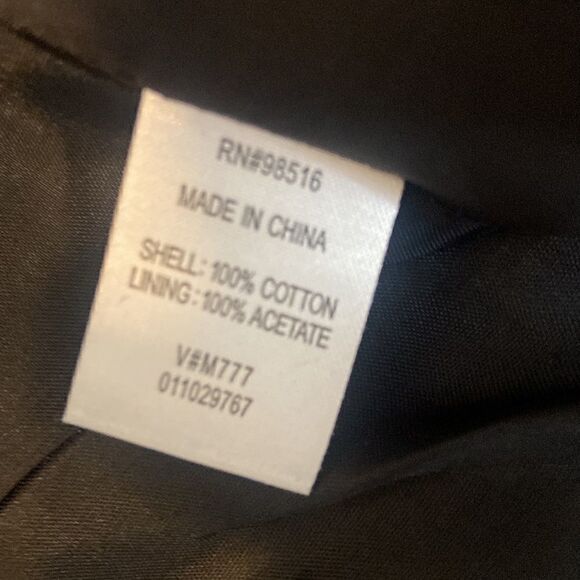 RN#98516
MADE IN CHINA
SHELL: 100% COTTON
LINING: 100% ACETATE
V#M777
011029767